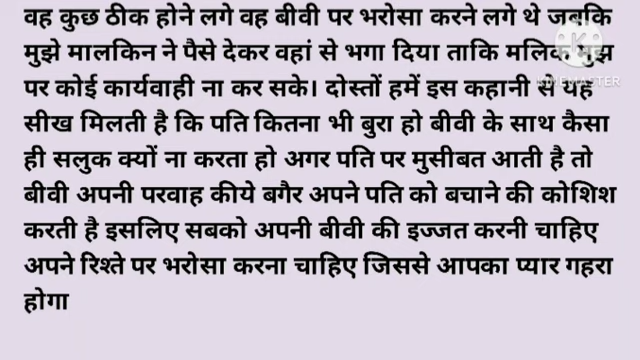 वह कुछ ठीक होने लगे वह बीवी पर भरोसा करने लगे थे जबकि
मुझे मालकिन ने पैसे देकर वहां से भगा दिया ताकि मलिक मुझ
पर कोई कार्यवाही ना कर सके। दोस्तों हमें इस कहानी से यह
सीख मिलती है कि पति कितना भी बुरा हो बीवी के साथ कैसा
ही सलुक क्यों ना करता हो अगर पति पर मुसीबत आती है तो
बीवी अपनी परवाह कीये बगैर अपने पति को बचाने की कोशिश
करती है इसलिए सबको अपनी बीवी की इज्जत करनी चाहिए
अपने रिश्ते पर भरोसा करना चाहिए जिससे आपका प्यार गहरा
होगा
K
KINEMASTER